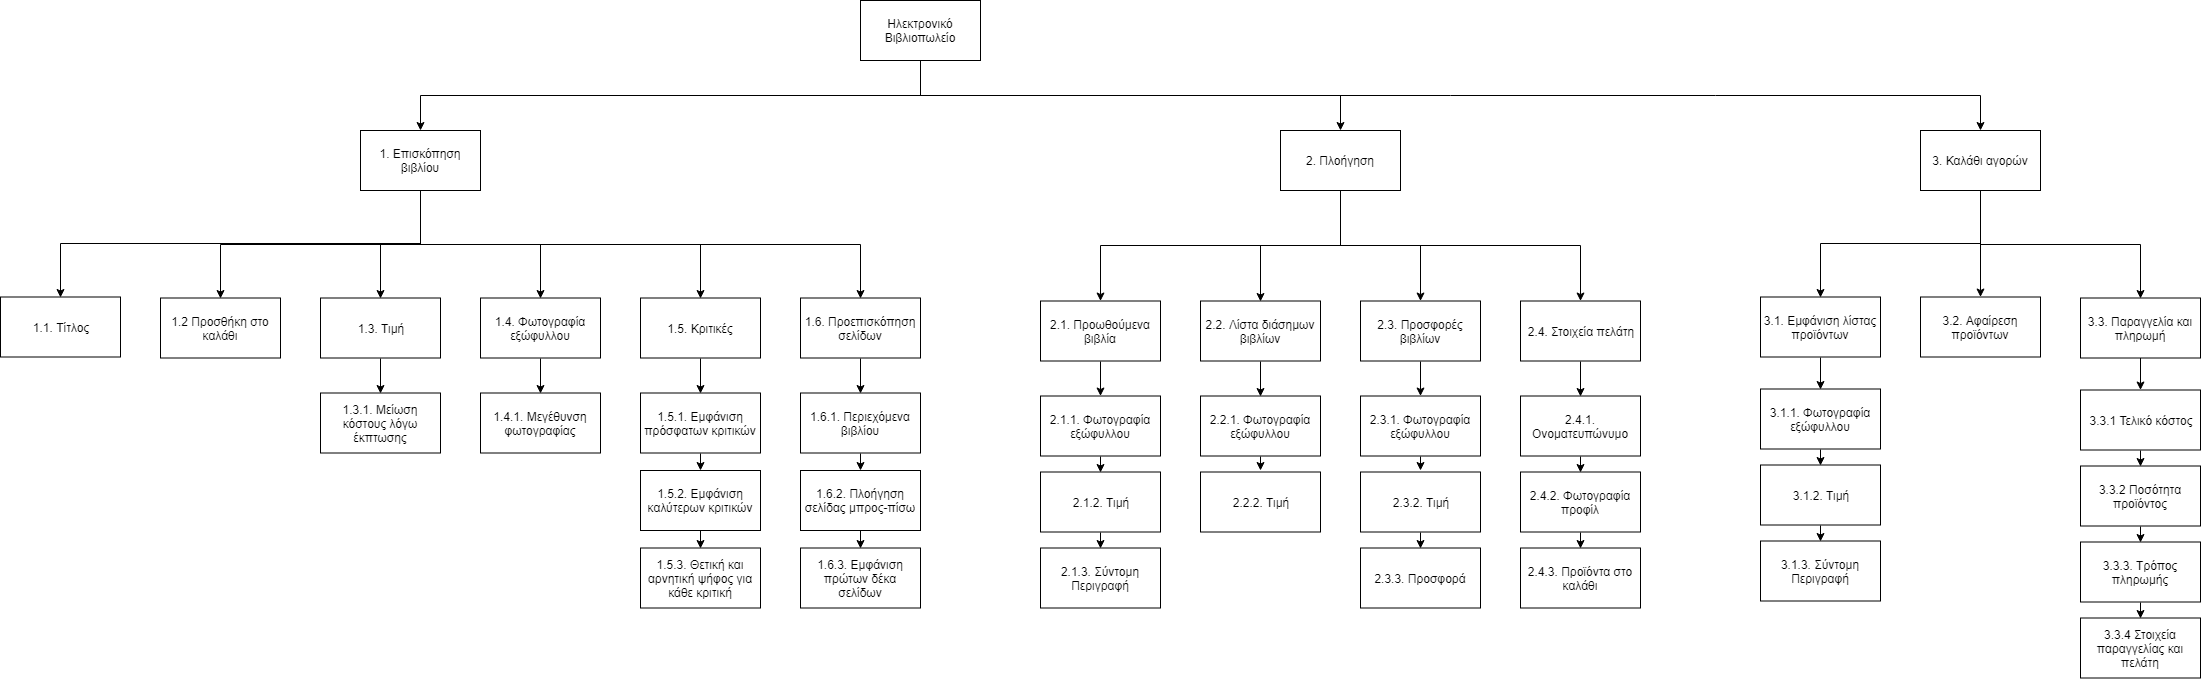 Ηλεκτρονικό
Βιβλιοπωλείο
1. Επισκόπηση
βιβλίου
2. Πλοήγηση
3. Καλάθι αγορών
1.1. Τίτλος
1.2 Προσθήκη στο
καλάθι
1.3. Τιμή
1.4. Φωτογραφία
εξώφυλλου
1.5. Κριτικές
1.6. Προεπισκόπηση
σελίδων
2.1. Προωθούμενα
βιβλία
2.2. Λίστα διάσημων
βιβλίων
2.3. Προσφορές
βιβλίων
2.4. Στοιχεία πελάτη
3.1. Εμφάνιση λίστας
προϊόντων
3.2. Αφαίρεση
προϊόντων
3.3. Παραγγελία και
πληρωμή
1.3.1. Μείωση
κόστους λόγω
έκπτωσης
1.4.1. Μεγέθυνση
φωτογραφίας
1.5.1. Εμφάνιση
πρόσφατων κριτικών
1.6.1. Περιεχόμενα
βιβλίου
2.1.1. Φωτογραφία
εξώφυλλου
2.2.1. Φωτογραφία
εξώφυλλου
2.3.1. Φωτογραφία
εξώφυλλου
2.4.1.
Ονοματευπώνυμο
3.1.1. Φωτογραφία
εξώφυλλου
3.3.1 Τελικό κόστος
1.5.2. Εμφάνιση
καλύτερων κριτικών
1.6.2. Πλοήγηση
σελίδας μπρος-πίσω
2.1.2. Τιμή
2.2.2. Τιμή
2.3.2. Τιμή
2.4.2. Φωτογραφία
προφίλ
3.1.2. Τιμή
3.3.2 Ποσότητα
προϊόντος
1.5.3. Θετική και
αρνητική ψήφος για
κάθε κριτική
1.6.3. Εμφάνιση
πρώτων δέκα
σελίδων
2.1.3. Σύντομη
Περιγραφή
2.3.3. Προσφορά
2.4.3. Προϊόντα στο
καλάθι
3.1.3. Σύντομη
Περιγραφή
3.3.3. Τρόπος
πληρωμής
3.3.4 Στοιχεία
παραγγελίας και
πελάτη